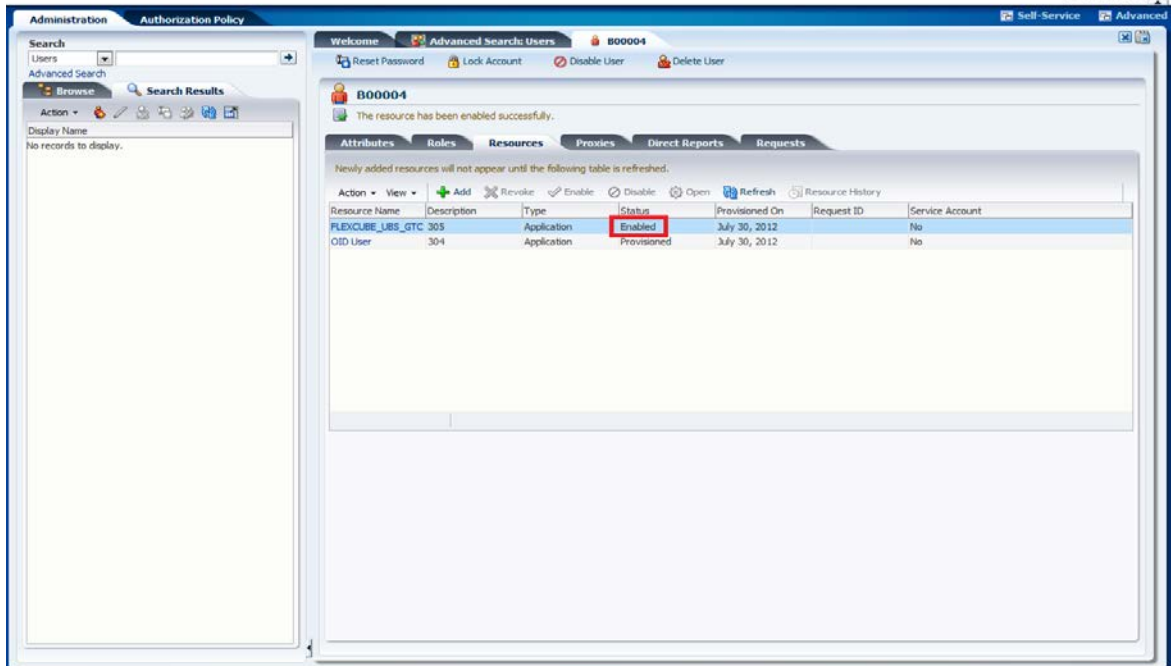 Administration Authorization Policy Self-Service Advanced
Search
Users
Advanced Search
Browse Search Results
Action
Display Name
No records to display.
Welcome Advanced Search: Users B00004
Reset Password Lock Account Disable User Delete User
B00004
The resource has been enabled successfully.
Attributes Roles Resources Proxies Direct Reports Requests
Newly added resources will not appear until the following table is refreshed.
Action View Add Revoke Enable Disable Open Refresh Resource History
Resource Name Description Type Status Provisioned On Request ID Service Account
FLEXCUBE_UBS_GTC 305 Application Enabled July 30, 2012 No
OID User 304 Application Provisioned July 30, 2012 No